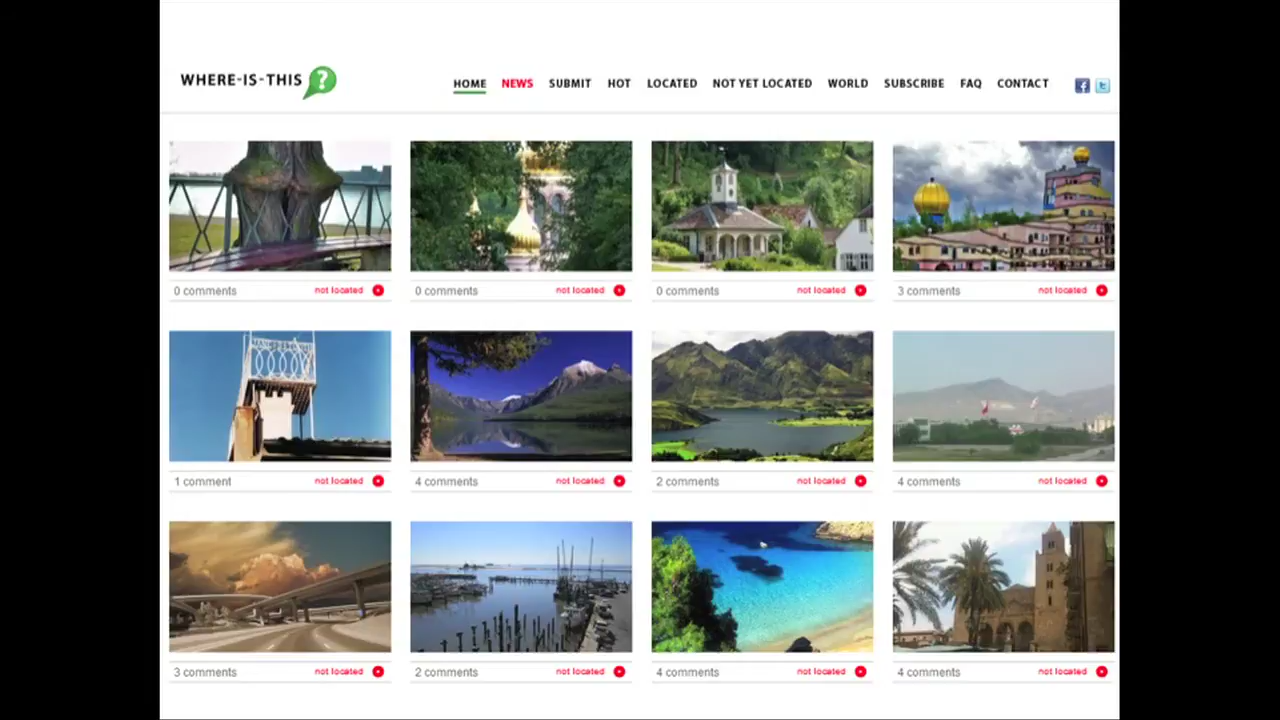 WHERE-IS-THIS ?
HOME NEWS SUBMIT HOT LOCATED NOT YET LOCATED WORLD SUBSCRIBE FAQ CONTACT
0 comments not located
0 comments not located
0 comments not located
3 comments not located
1 comment not located
4 comments not located
2 comments not located
4 comments not located
3 comments not located
2 comments not located
4 comments not located
4 comments not located